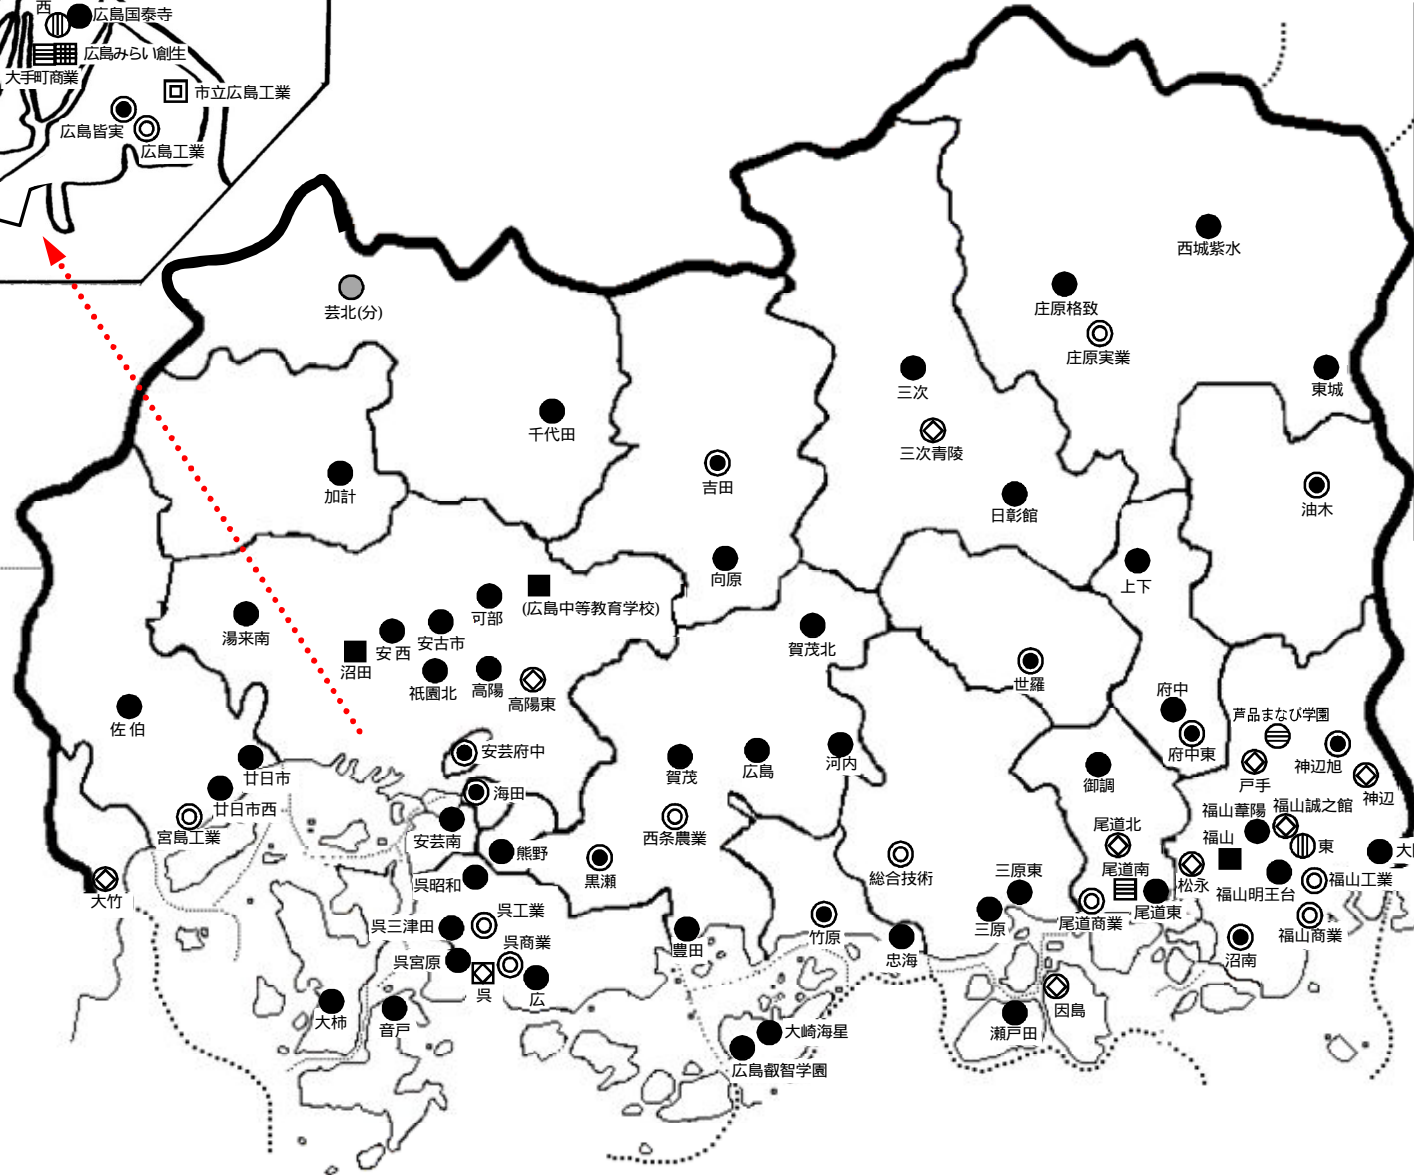 西
広島国泰寺
広島みらい創生
大手町商業
市立広島工業
広島皆実
広島工業
西城紫水
庄原格致
芸北(分)
庄原実業
三次
東城
千代田
三次青陵
吉田
加計
油木
日彰館
向原
上下
(広島中等教育学校)
可部
湯来南
安古市
安西
賀茂北
沼田
祇園北
高陽
高陽東
世羅
府中
佐伯
芦品まなび学園
安芸府中
府中東
賀茂
広島
河内
神辺旭
廿日市
御調
戸手
神辺
海田
廿日市西
福山葦陽
福山誠之館
宮島工業
安芸南
西条農業
尾道北
福山
東
熊野
大
三原東
尾道南
総合技術
黒瀬
呉昭和
松永
福山工業
大竹
福山明王台
呉工業
尾道東
呉三津田
尾道商業
三原
竹原
福山商業
呉商業
豊田
忠海
沼南
呉宮原
呉
広
因島
大柿
音戸
瀬戸田
大崎海星
広島叡智学園